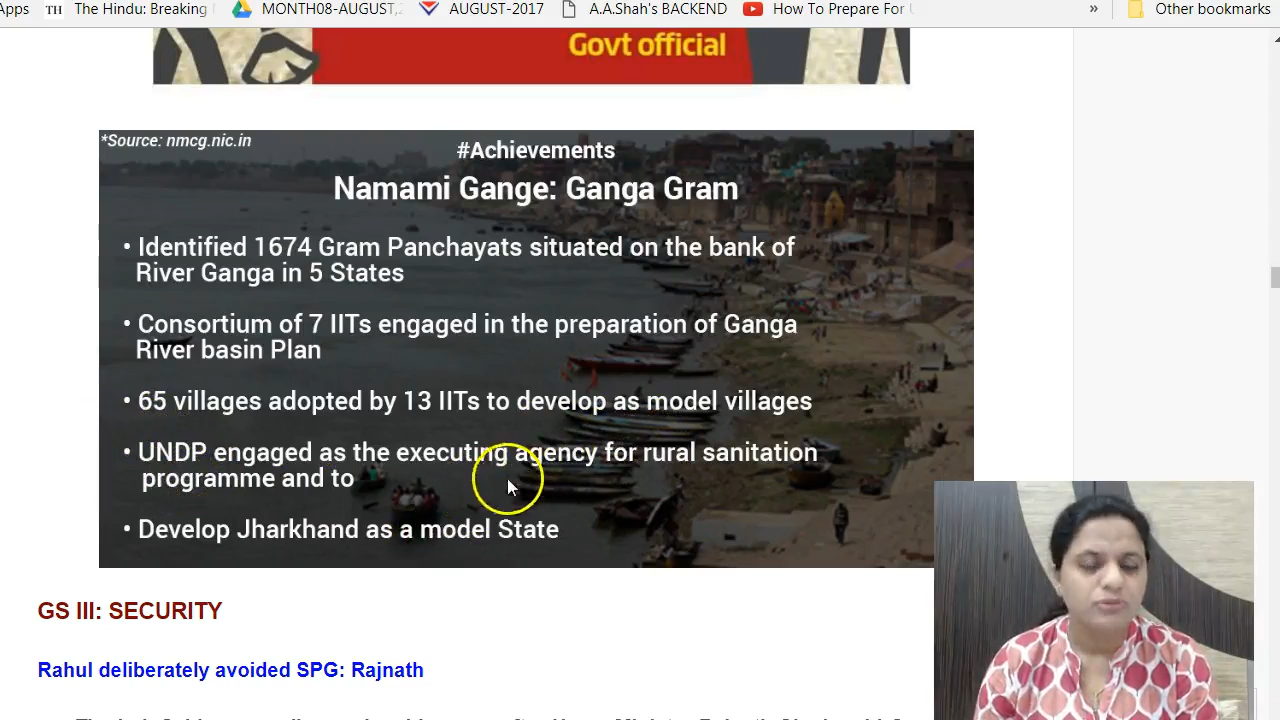 Apps TH The Hindu: Breaking MONTH08-AUGUST, AUGUST-2017 A.A.Shah's BACKEND How To Prepare For » Other bookmarks
Govt official
*Source: nmcg.nic.in
#Achievements
Namami Gange: Ganga Gram
• Identified 1674 Gram Panchayats situated on the bank of
River Ganga in 5 States
• Consortium of 7 IITs engaged in the preparation of Ganga
River basin Plan
• 65 villages adopted by 13 IITs to develop as model villages
• UNDP engaged as the executing agency for rural sanitation
programme and to
• Develop Jharkhand as a model State
GS III: SECURITY
Rahul deliberately avoided SPG: Rajnath